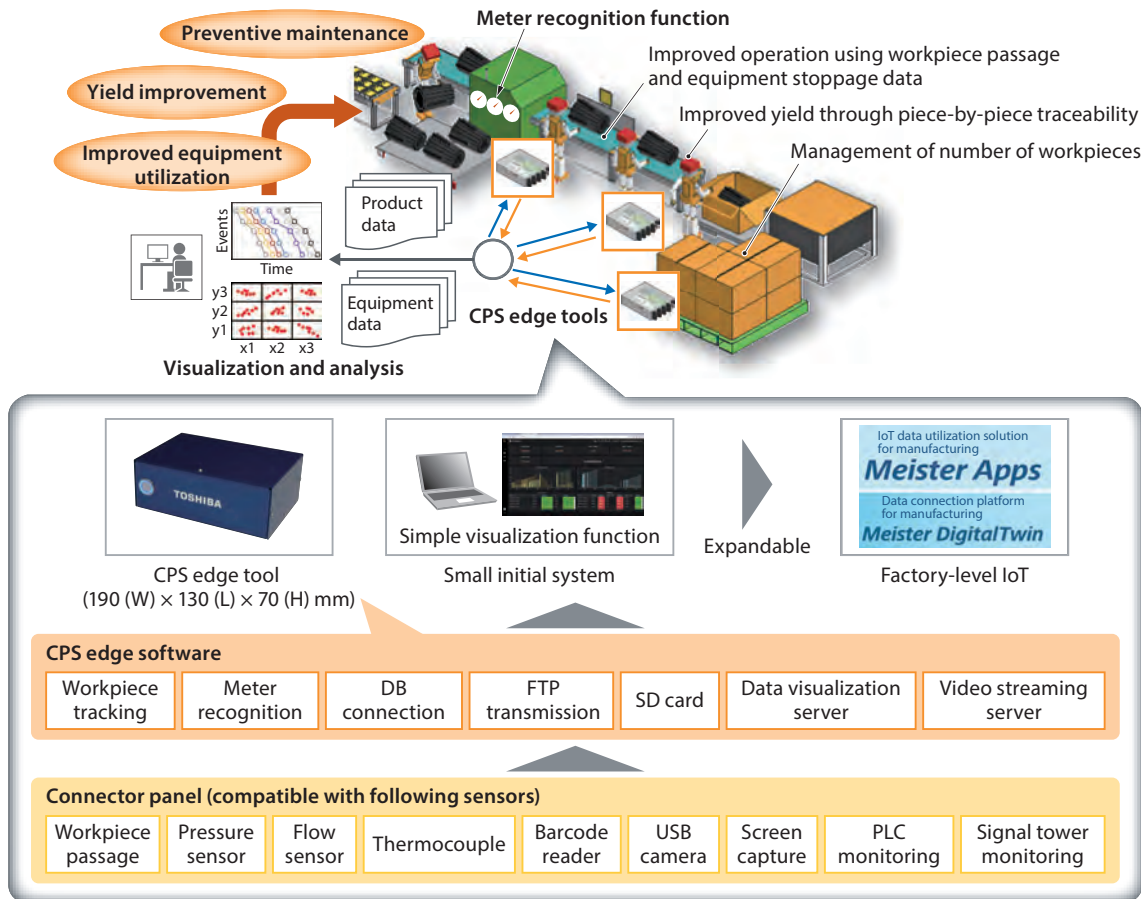 Preventive maintenance
Meter recognition function
Improved operation using workpiece passage
and equipment stoppage data
Yield improvement
Improved yield through piece-by-piece traceability
Improved equipment
utilization
Management of number of workpieces
Product
data
Events
Time
Equipment
data
y3
y2
y1
x1 x2 x3
CPS edge tools
Visualization and analysis
TOSHIBA
CPS edge tool
(190 (W) × 130 (L) × 70 (H) mm)
Simple visualization function
Small initial system
Expandable
IoT data utilization solution
for manufacturing
Meister Apps
Data connection platform
for manufacturing
Meister DigitalTwin
Factory-level IoT
CPS edge software
Workpiece
tracking
Meter
recognition
DB
connection
FTP
transmission
SD card
Data visualization
server
Video streaming
server
Connector panel (compatible with following sensors)
Workpiece
passage
Pressure
sensor
Flow
sensor
Thermocouple
Barcode
reader
USB
camera
Screen
capture
PLC
monitoring
Signal tower
monitoring